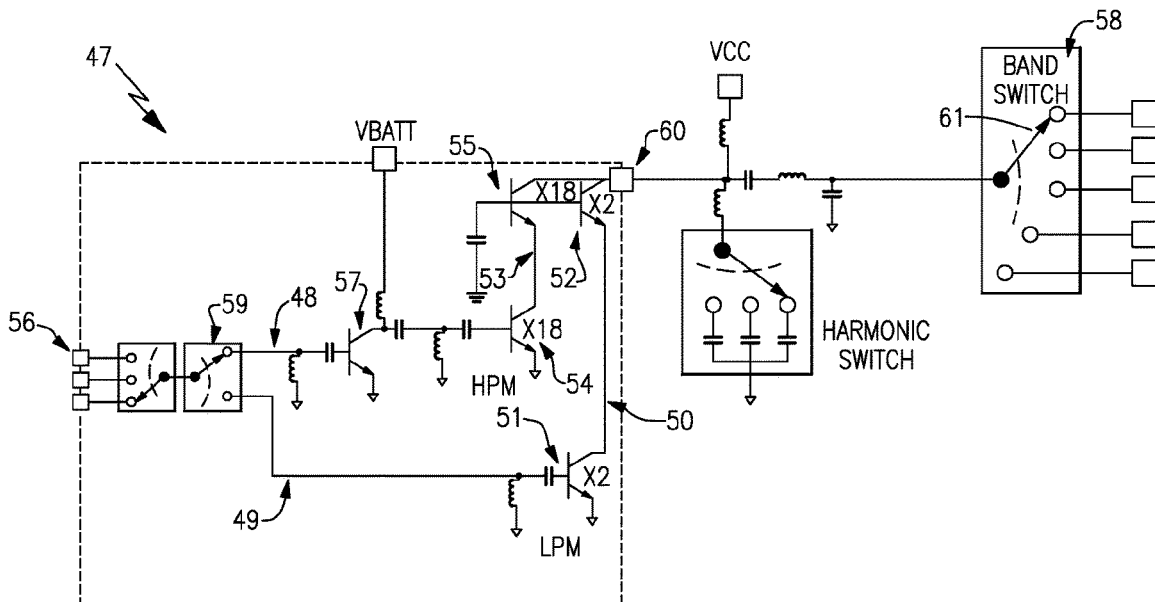 47
VCC
58
BAND
SWITCH
61
VBATT
55
60
X18
X2
53
52
57
59
48
56
X18
54
HPM
HARMONIC
SWITCH
51
50
X2
49
LPM